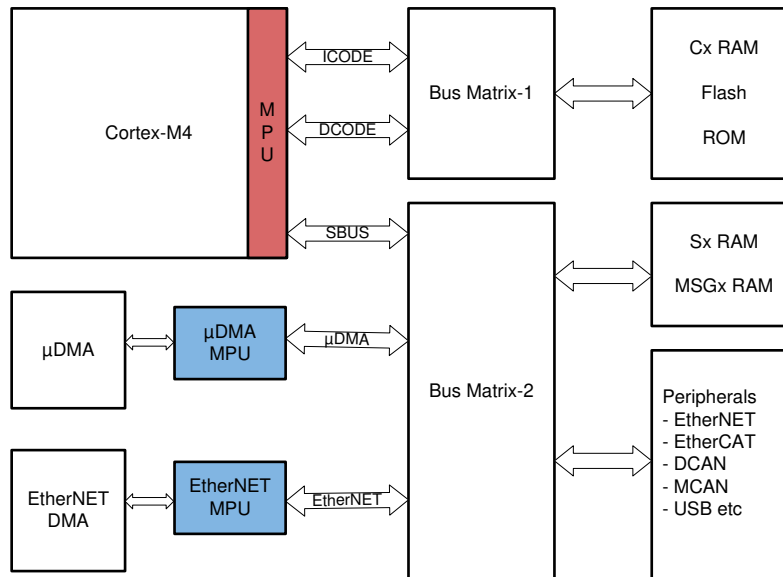 Cortex-M4
M
P
U
ICODE
DCODE
SBUS
Bus Matrix-1
Cx RAM
Flash
ROM
Sx RAM
MSGx RAM
µDMA
µDMA
MPU
µDMA
Bus Matrix-2
EtherNET
DMA
EtherNET
MPU
EtherNET
Peripherals
- EtherNET
- EtherCAT
- DCAN
- MCAN
- USB etc